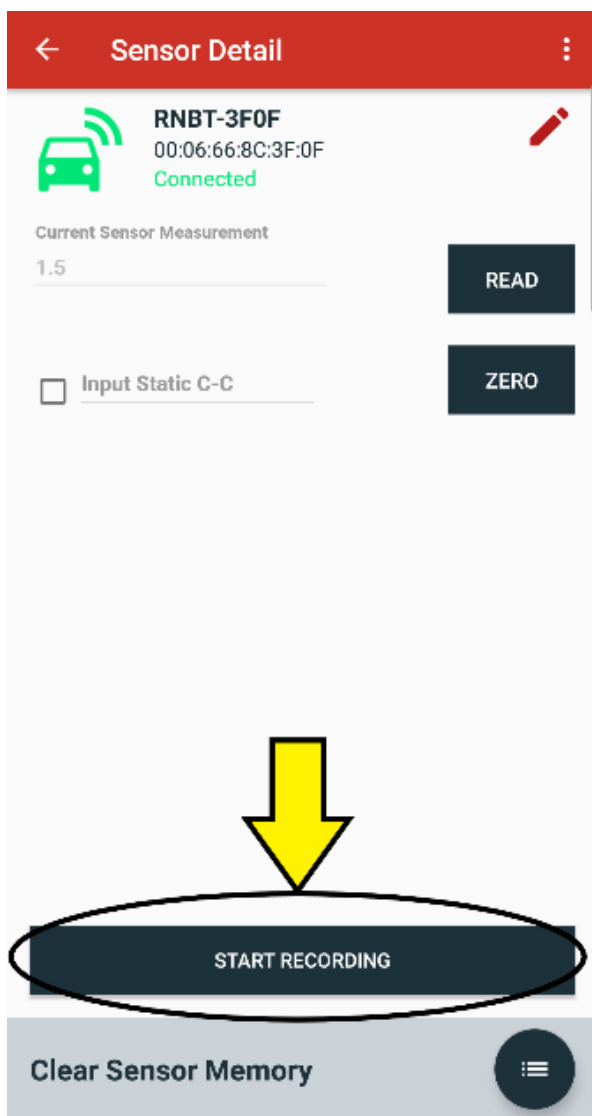 Sensor Detail
RNBT-3F0F
00:06:66:8C:3F:0F
Connected
Current Sensor Measurement
1.5
READ
Input Static C-C
ZERO
START RECORDING
Clear Sensor Memory